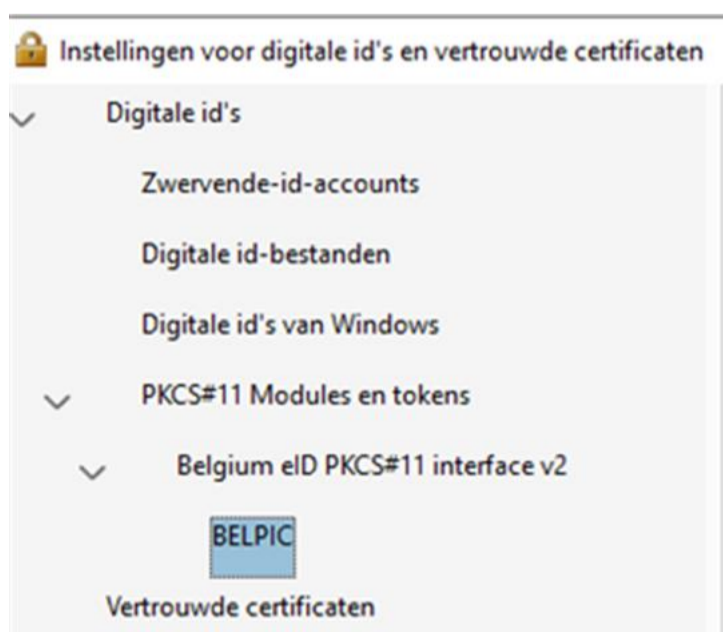 Instellingen voor digitale id's en vertrouwde certificaten
Digitale id's
Zwervende-id-accounts
Digitale id-bestanden
Digitale id's van Windows
PKCS#11 Modules en tokens
Belgium eID PKCS#11 interface v2
BELPIC
Vertrouwde certificaten